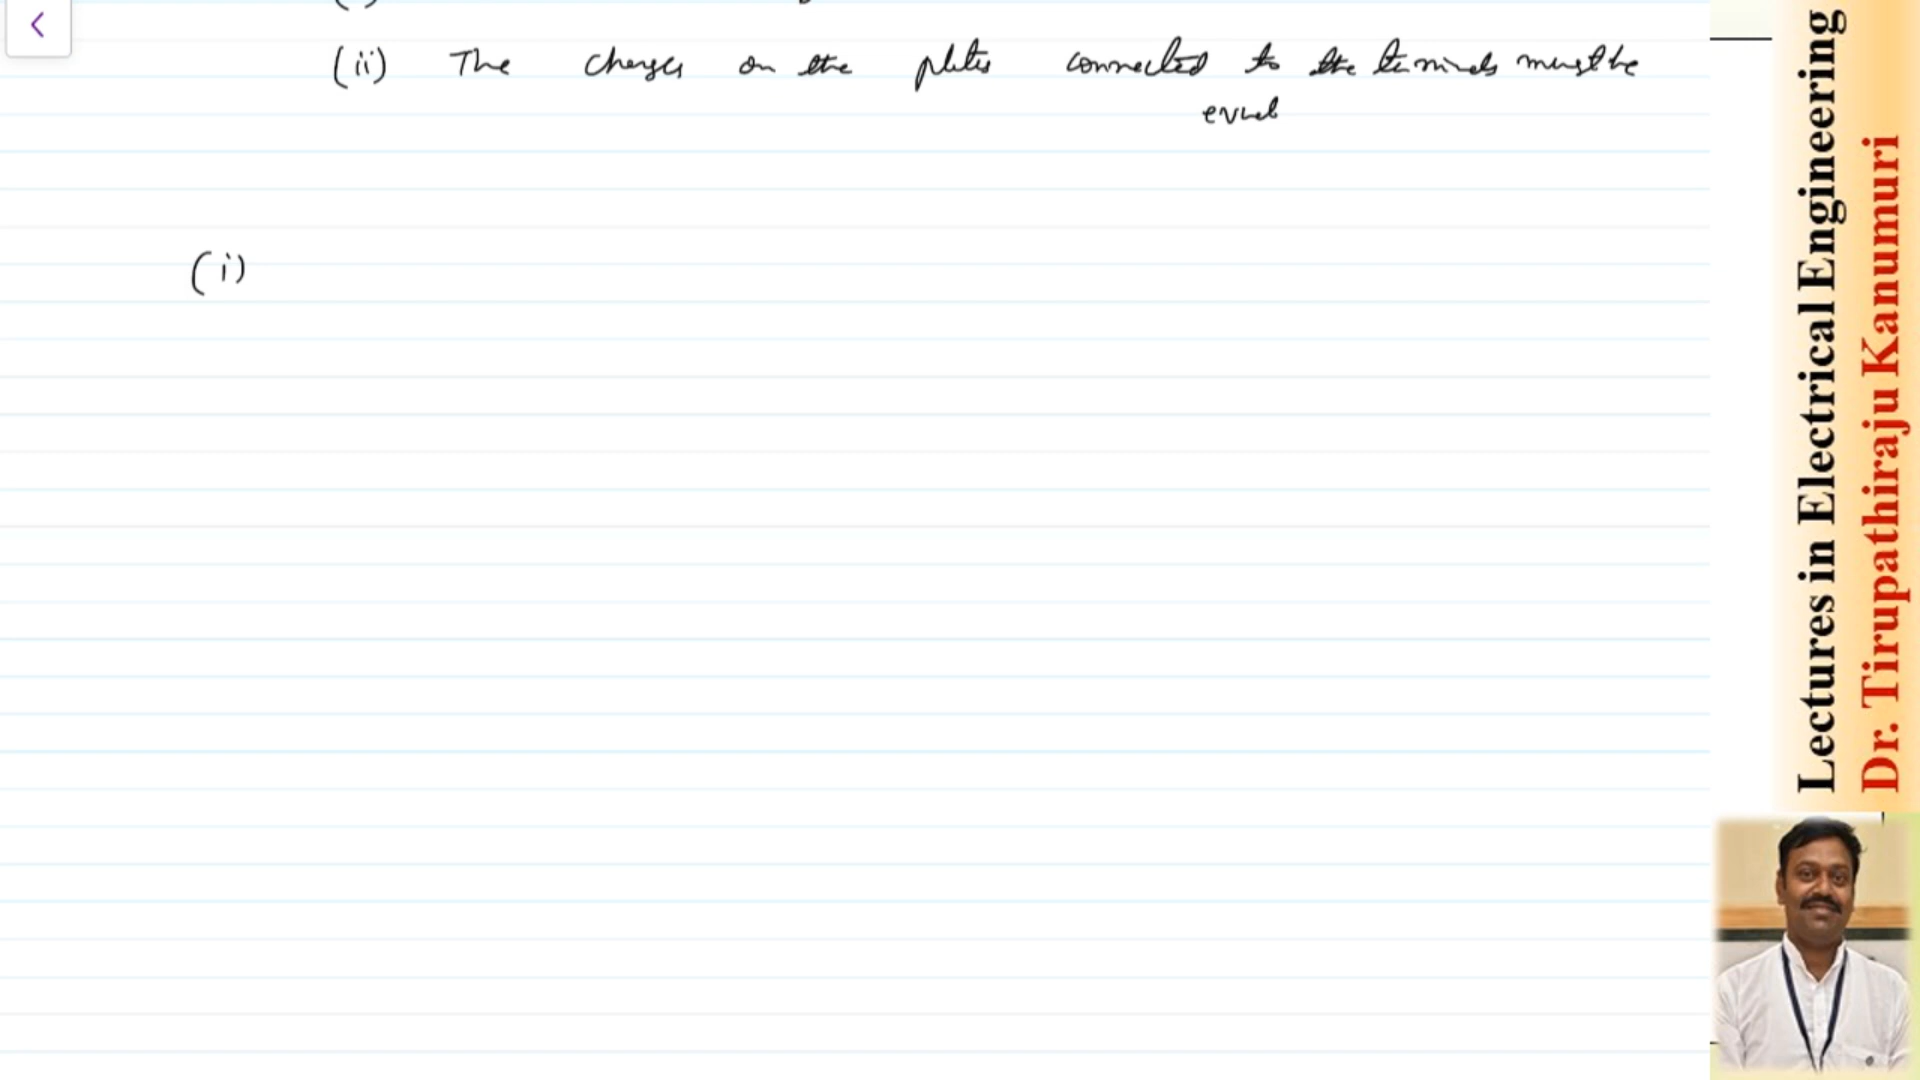 (ii) The charges on the plates connected to the terminals must be
equal
(i)
Lectures in Electrical Engineering
Dr. Tirupathiraju Kanumuri